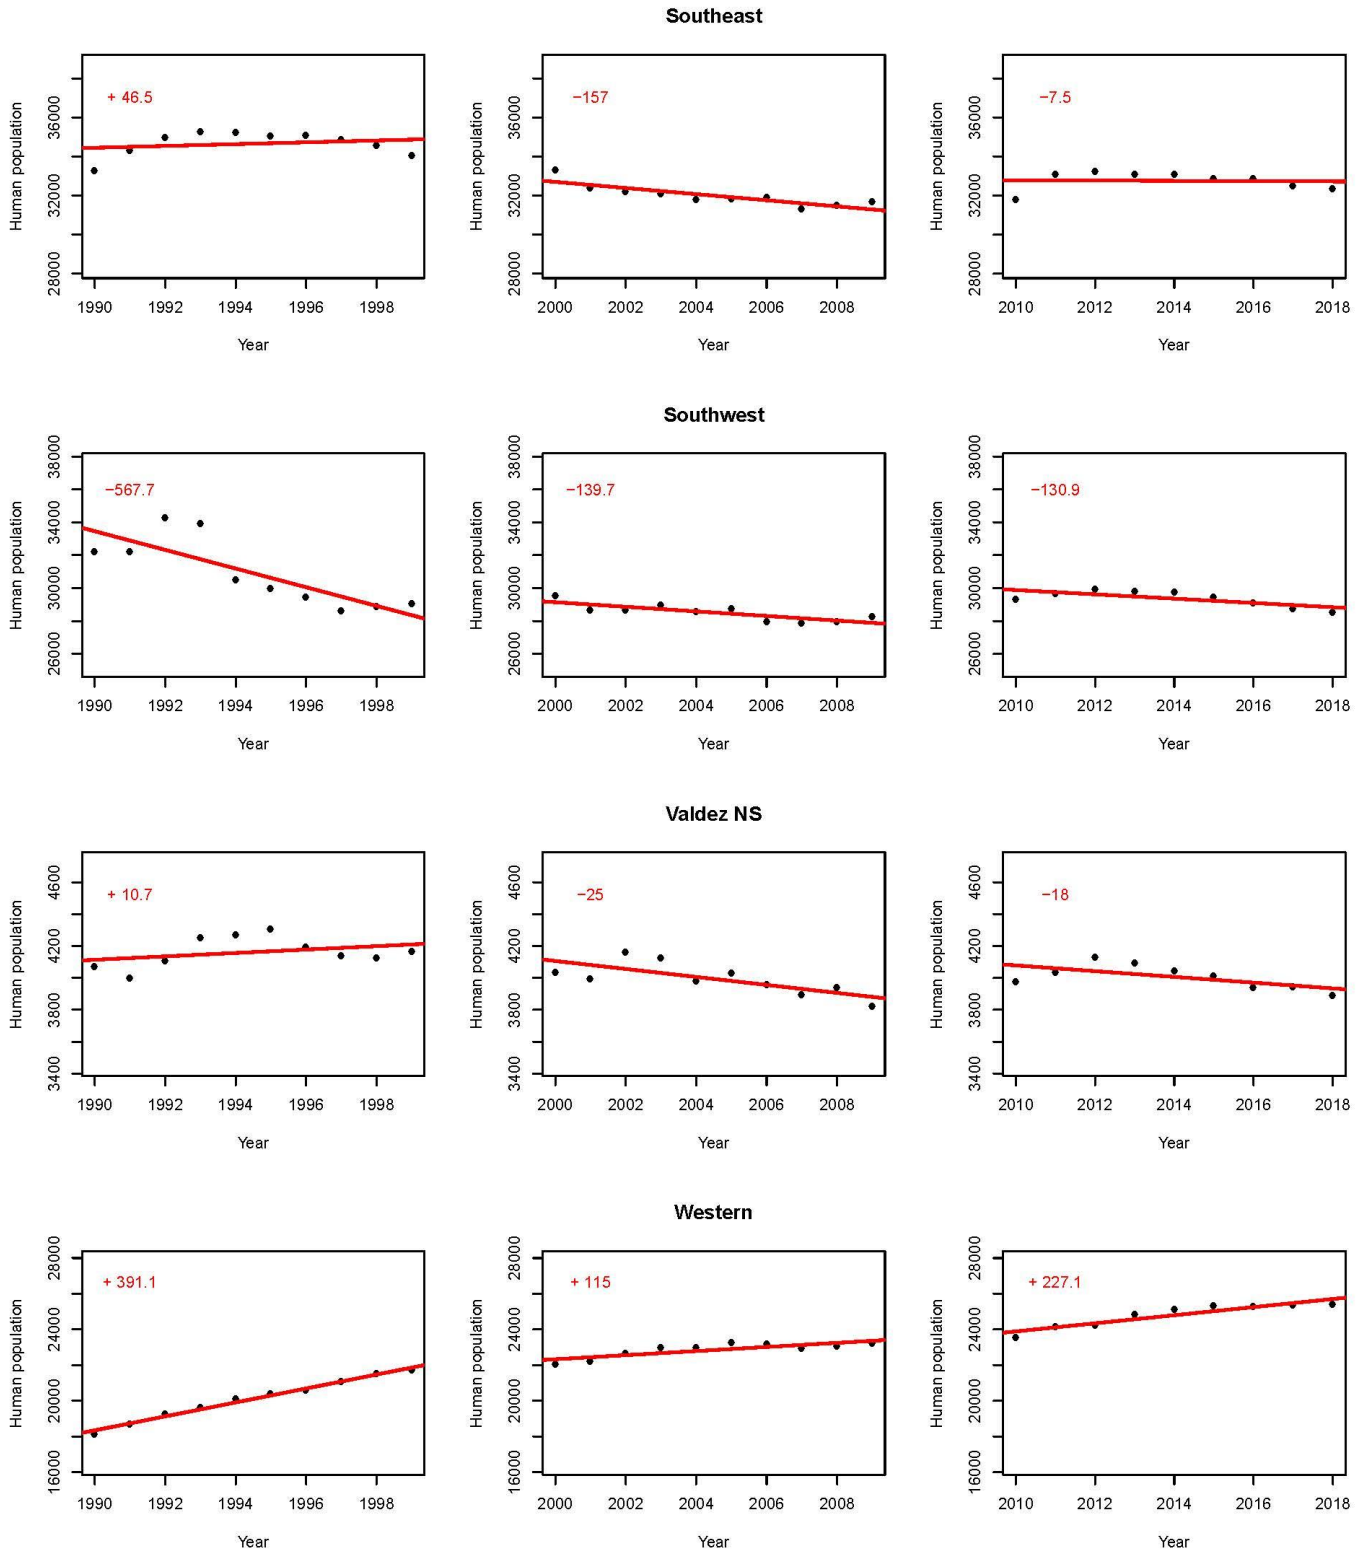 Southeast
Human population
28000 32000 36000
+ 46.5
1990 1992 1994 1996 1998
Year
Human population
28000 32000 36000
−157
2000 2002 2004 2006 2008
Year
Human population
28000 32000 36000
−7.5
2010 2012 2014 2016 2018
Year
Southwest
Human population
26000 30000 34000 38000
−567.7
1990 1992 1994 1996 1998
Year
Human population
26000 30000 34000 38000
−139.7
2000 2002 2004 2006 2008
Year
Human population
26000 30000 34000 38000
−130.9
2010 2012 2014 2016 2018
Year
Valdez NS
Human population
3400 3800 4200 4600
+ 10.7
1990 1992 1994 1996 1998
Year
Human population
3400 3800 4200 4600
−25
2000 2002 2004 2006 2008
Year
Human population
3400 3800 4200 4600
−18
2010 2012 2014 2016 2018
Year
Western
Human population
16000 20000 24000 28000
+ 391.1
1990 1992 1994 1996 1998
Year
Human population
16000 20000 24000 28000
+ 115
2000 2002 2004 2006 2008
Year
Human population
16000 20000 24000 28000
+ 227.1
2010 2012 2014 2016 2018
Year